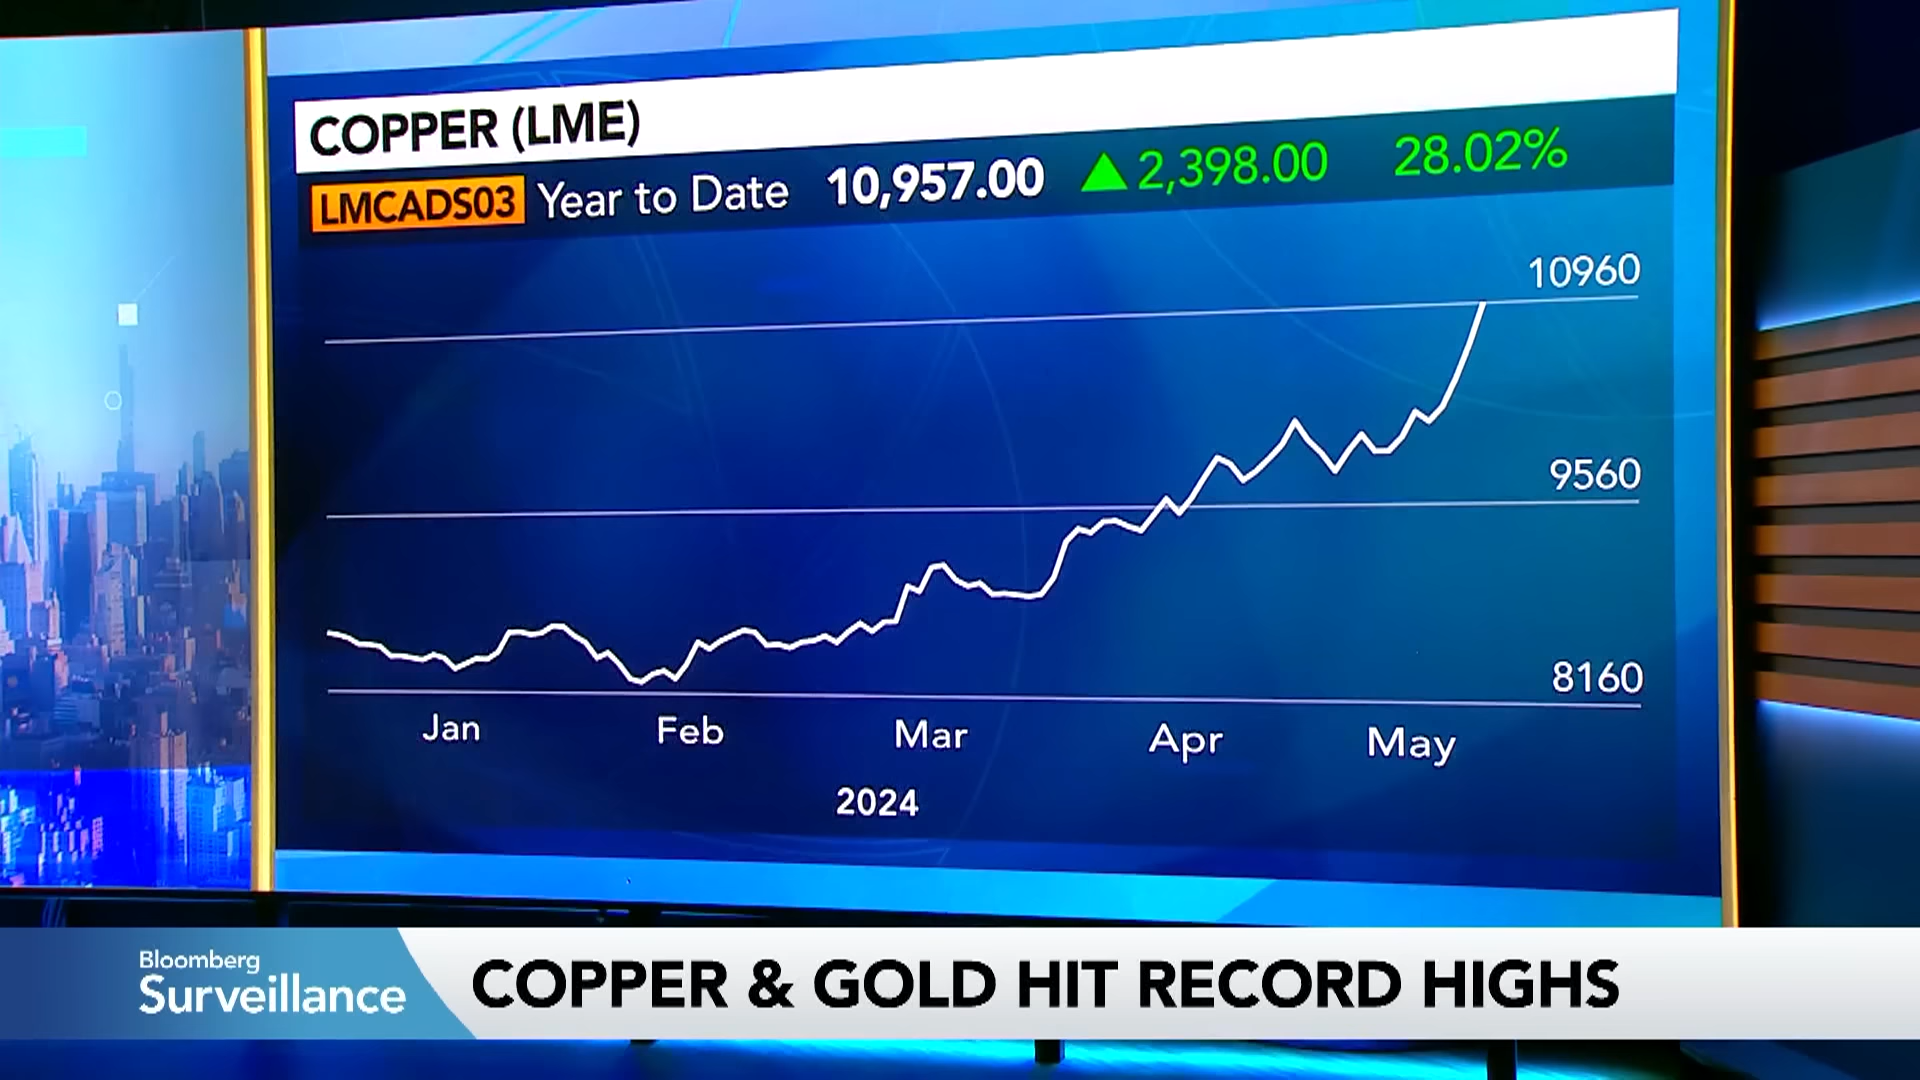 COPPER (LME)
LMCADS03 Year to Date 10,957.00 ▲2,398.00 28.02%
10960
9560
8160
Jan Feb Mar Apr May
2024
Bloomberg
Surveillance
COPPER & GOLD HIT RECORD HIGHS